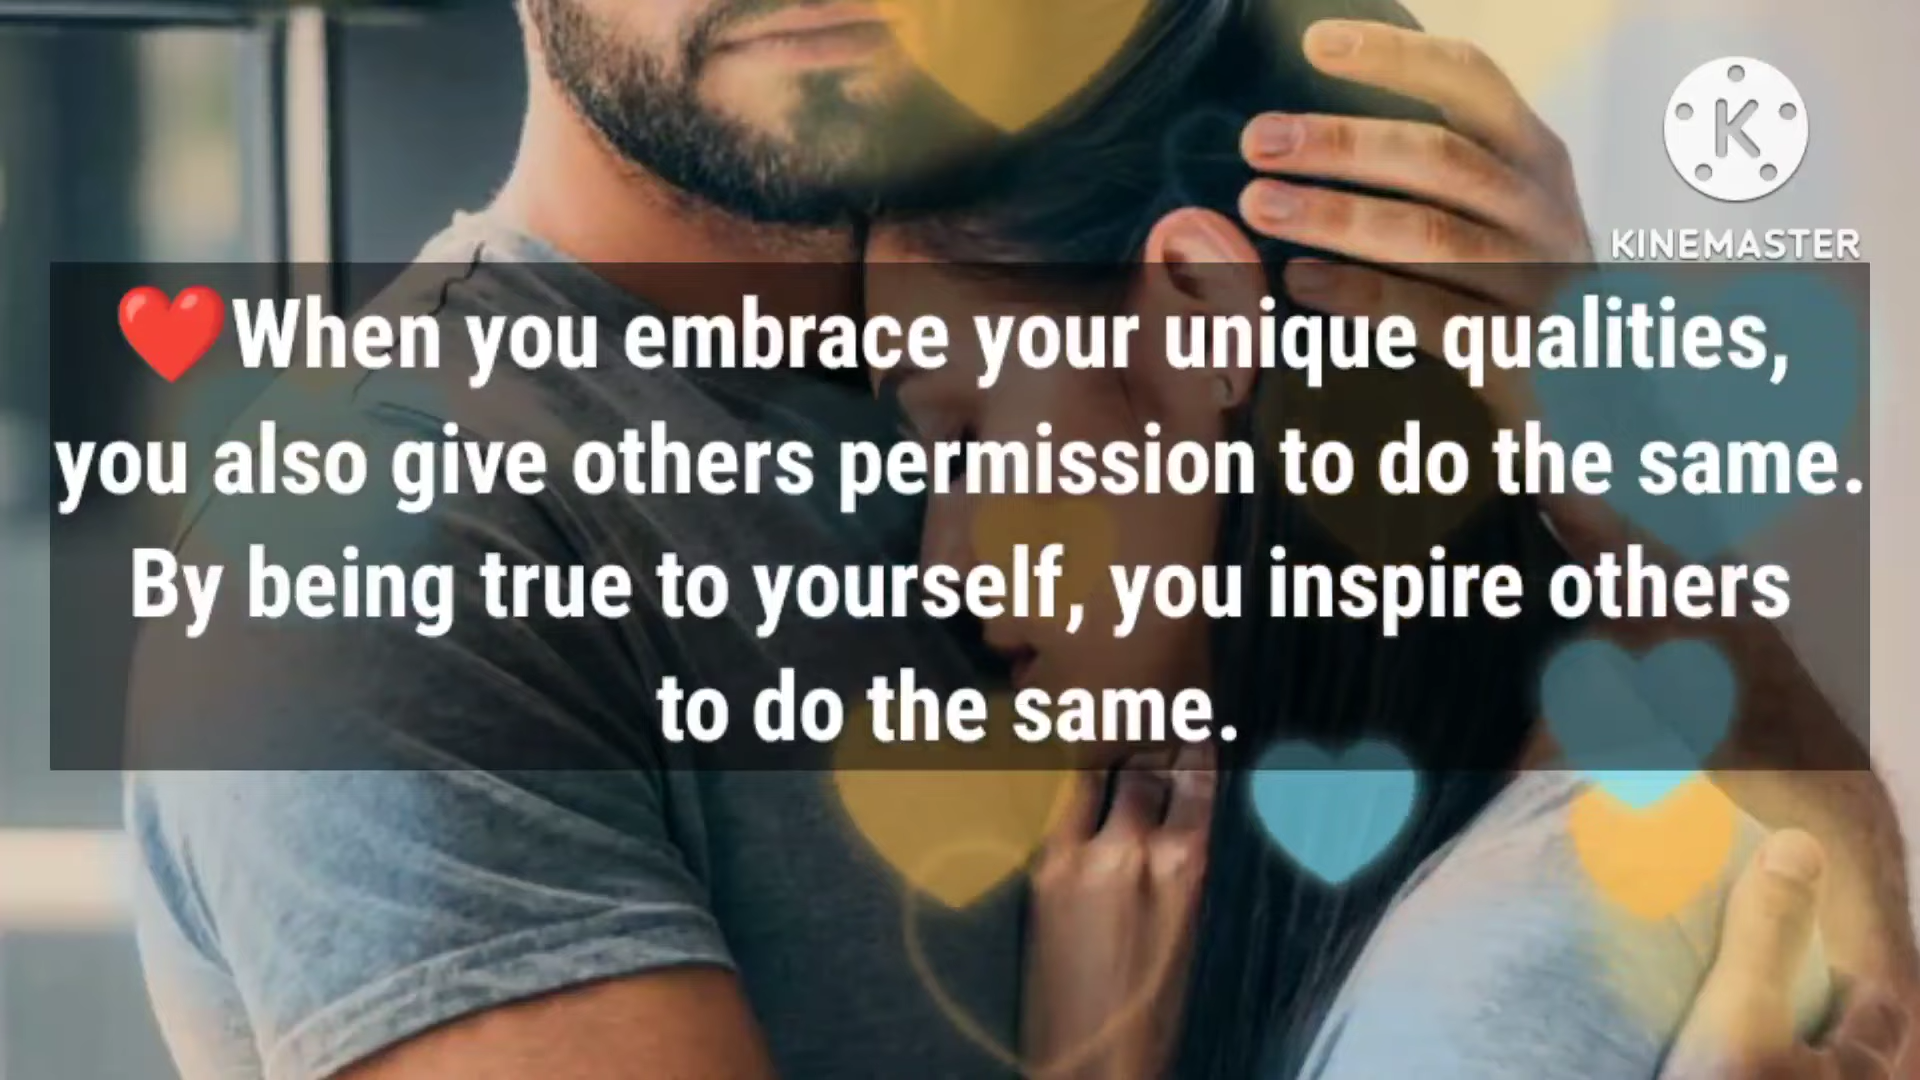 K
KINEMASTER
❤️When you embrace your unique qualities,
you also give others permission to do the same.
By being true to yourself, you inspire others
to do the same.